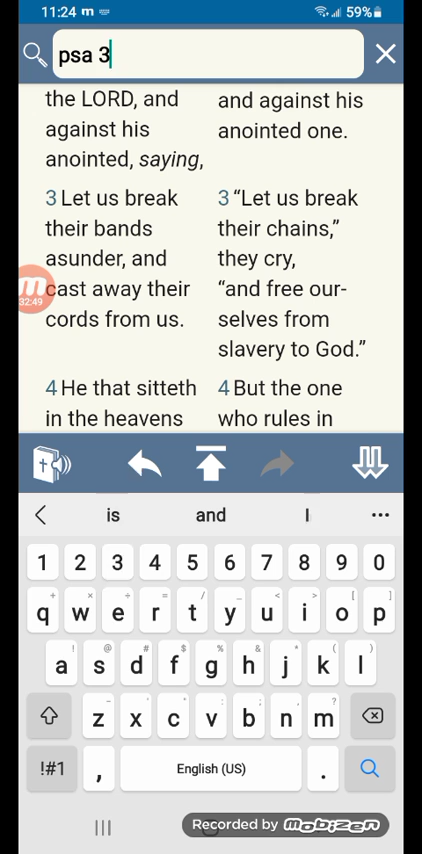 11:24 m 59%
psa 3
the LORD, and
against his
anointed, saying,
and against his
anointed one.
3 Let us break
their bands
asunder, and
cast away their
cords from us.
3 “Let us break
their chains,”
they cry,
“and free our-
selves from
slavery to God.”
m
32:49
4 He that sitteth
in the heavens
4 But the one
who rules in
is and I
1 2 3 4 5 6 7 8 9 0
q w e r t y u i o p
a s d f g h j k l
z x c v b n m
!#1 , English (US) .
Recorded by mobizen